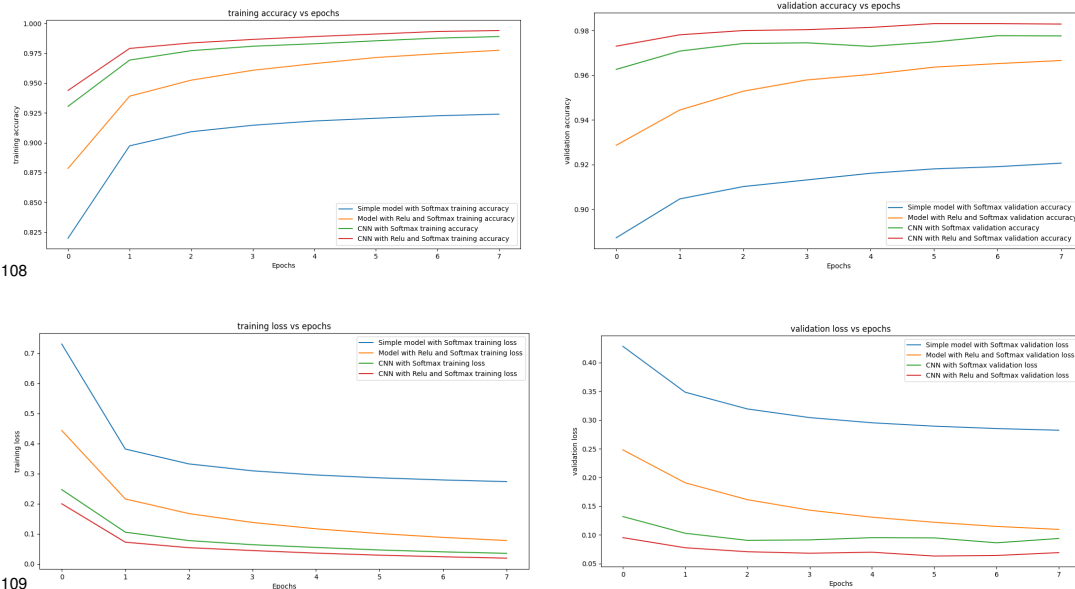 training accuracy vs epochs
1.000
0.975
0.950
0.925
0.900
0.875
0.850
0.825
training accuracy
Simple model with Softmax training accuracy
Model with Relu and Softmax training accuracy
CNN with Softmax training accuracy
CNN with Relu and Softmax training accuracy
0 1 2 3 4 5 6 7
Epochs
validation accuracy vs epochs
0.98
0.96
0.94
0.92
0.90
validation accuracy
Simple model with Softmax validation accuracy
Model with Relu and Softmax validation accuracy
CNN with Softmax validation accuracy
CNN with Relu and Softmax validation accuracy
0 1 2 3 4 5 6 7
Epochs
108
training loss vs epochs
Simple model with Softmax training loss
Model with Relu and Softmax training loss
CNN with Softmax training loss
CNN with Relu and Softmax training loss
0.7
0.6
0.5
0.4
0.3
0.2
0.1
0.0
training loss
0 1 2 3 4 5 6 7
Epochs
validation loss vs epochs
Simple model with Softmax validation loss
Model with Relu and Softmax validation loss
CNN with Softmax validation loss
CNN with Relu and Softmax validation loss
0.40
0.35
0.30
0.25
0.20
0.15
0.10
0.05
validation loss
0 1 2 3 4 5 6 7
Epochs
109